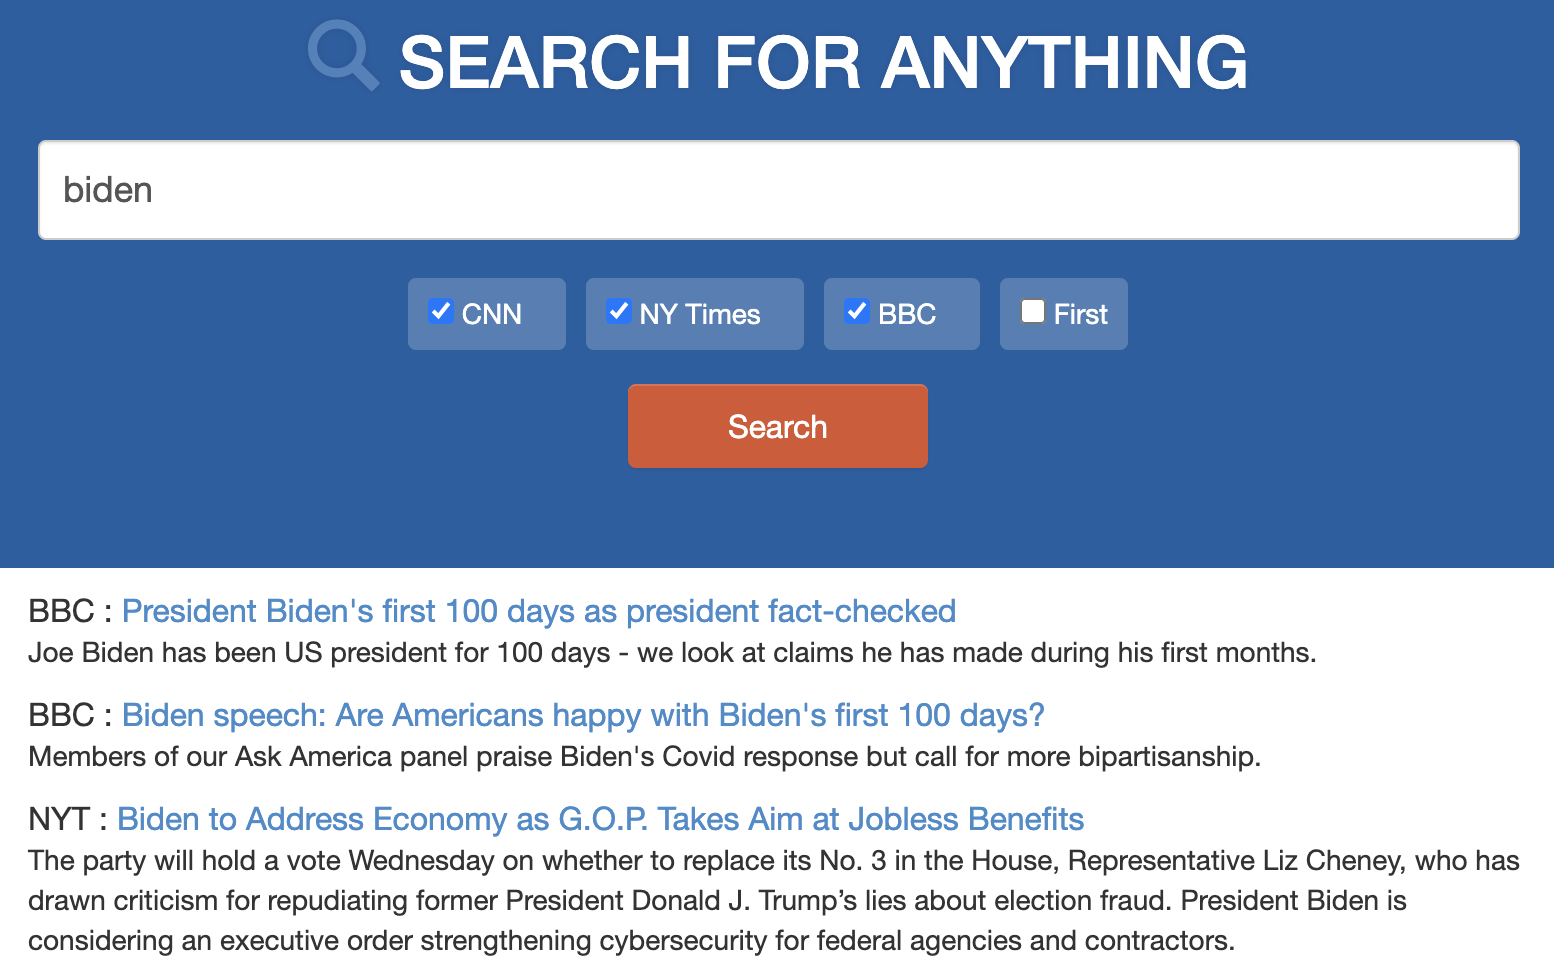 SEARCH FOR ANYTHING
biden
CNN NY Times BBC First
Search
BBC : President Biden's first 100 days as president fact-checked
Joe Biden has been US president for 100 days - we look at claims he has made during his first months.
BBC : Biden speech: Are Americans happy with Biden's first 100 days?
Members of our Ask America panel praise Biden's Covid response but call for more bipartisanship.
NYT : Biden to Address Economy as G.O.P. Takes Aim at Jobless Benefits
The party will hold a vote Wednesday on whether to replace its No. 3 in the House, Representative Liz Cheney, who has
drawn criticism for repudiating former President Donald J. Trump’s lies about election fraud. President Biden is
considering an executive order strengthening cybersecurity for federal agencies and contractors.